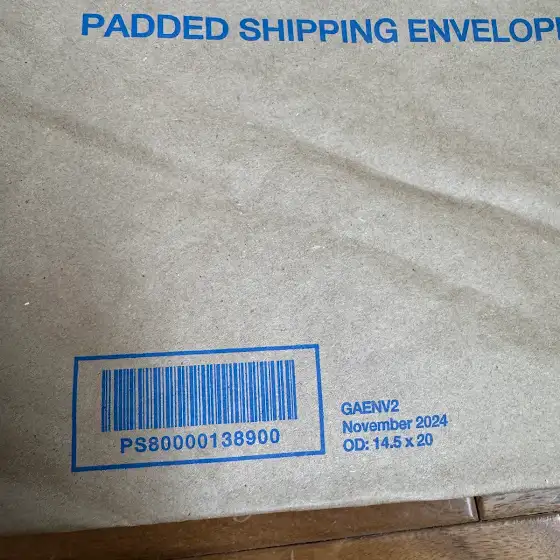 PADDED SHIPPING ENVELOP
PS80000138900
GAENV2
November 2024
OD: 14.5 x 20